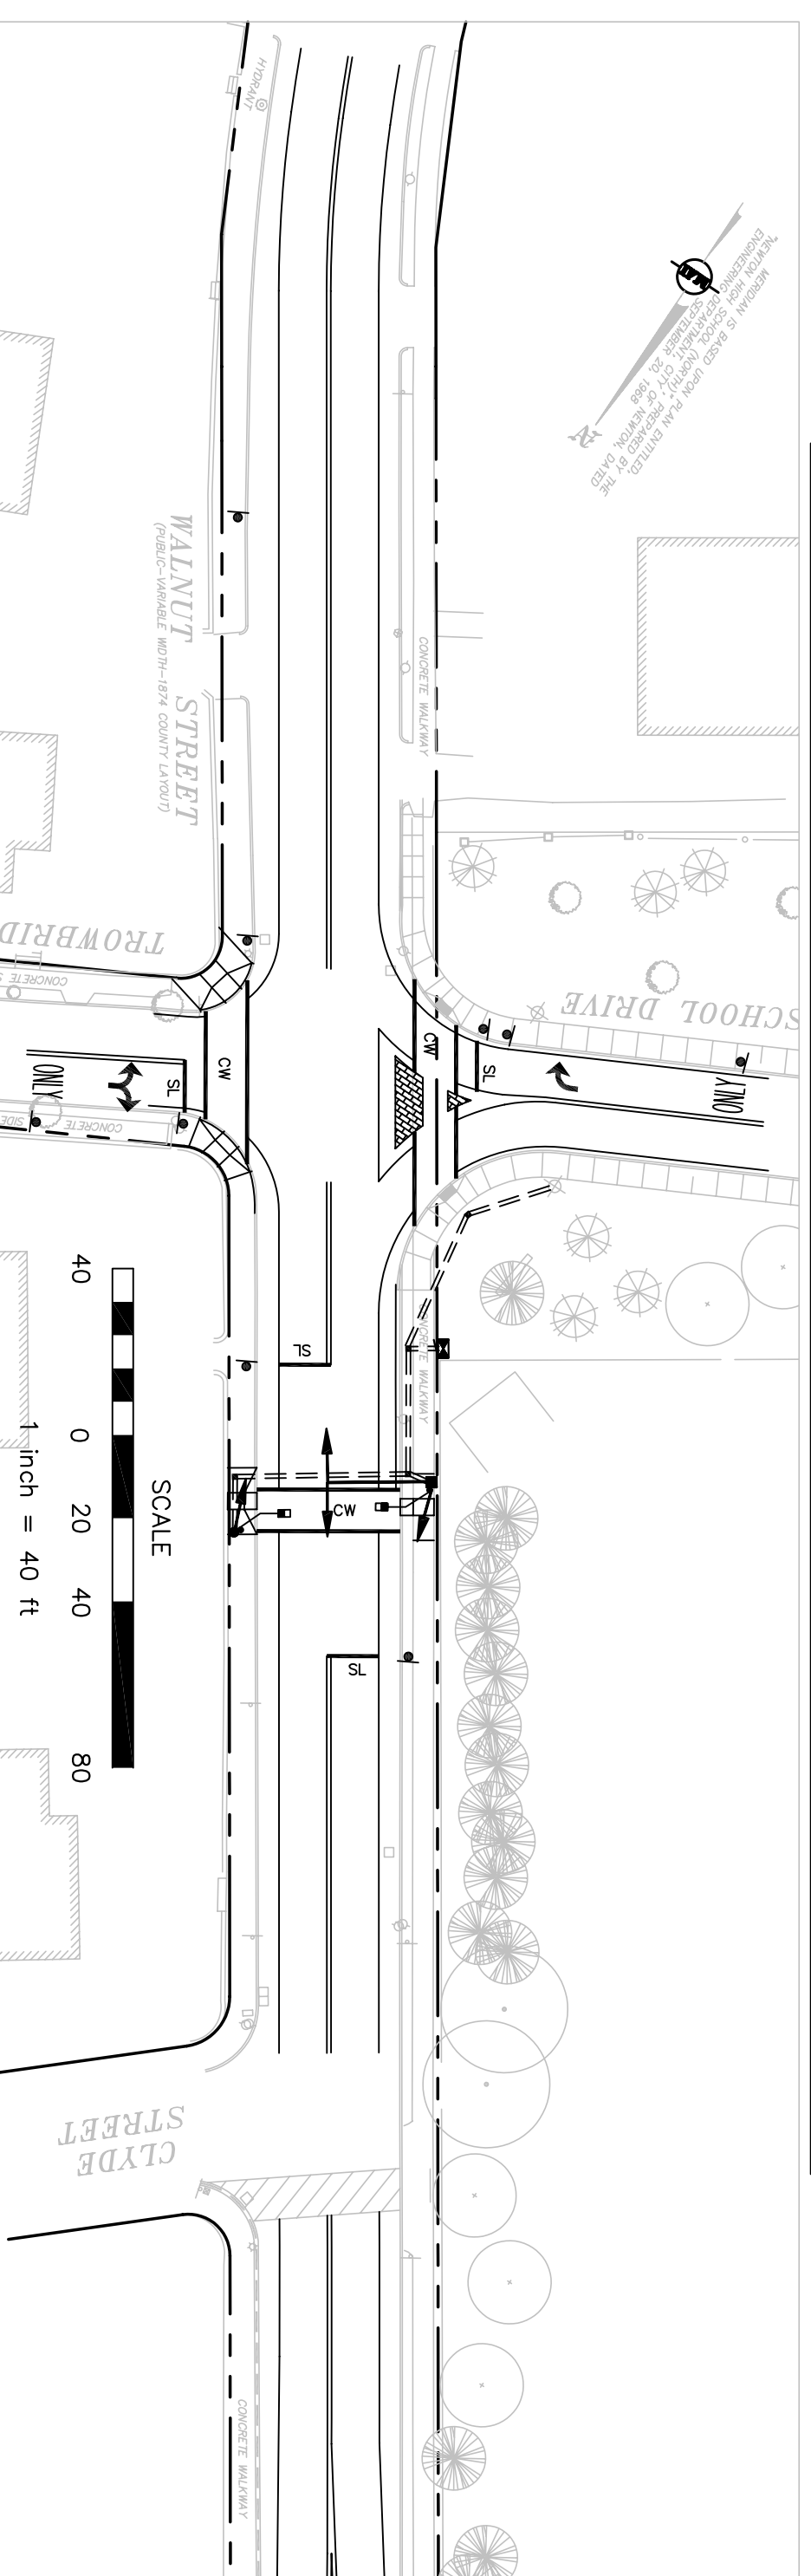 HYDRANT
MERIDIAN IS BASED UPON PLAN ENTITLED,
"NEWTON HIGH SCHOOL (NORTH)", PREPARED BY THE
ENGINEERING DEPARTMENT, CITY OF NEWTON, DATED
SEPTEMBER 20, 1968
N
WALNUT STREET
(PUBLIC-VARIABLE WIDTH-1874 COUNTY LAYOUT)
CONCRETE WALKWAY
TROWBRID
SCHOOL DRIVE
CONCRETE S
CW
CW
SL
SL
ONLY
ONLY
CONCRETE SIDE
CONCRETE WALKWAY
SL
CW
SL
SCALE
40 0 20 40 80
1 inch = 40 ft
CLYDE
STREET
CONCRETE WALKWAY